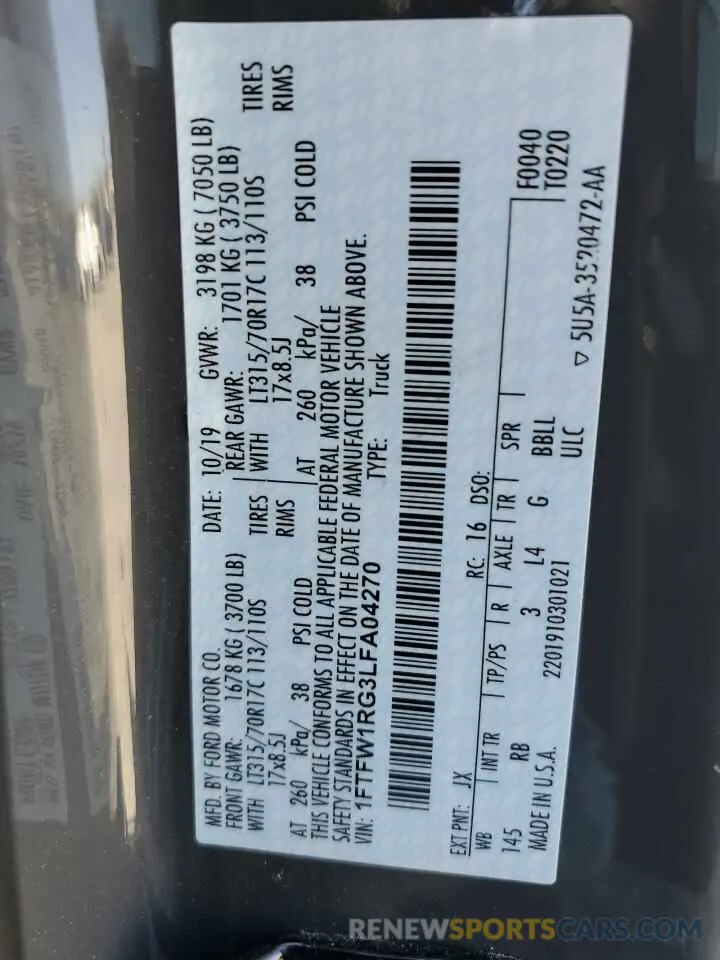 MFD. BY FORD MOTOR CO.
DATE: 10/19 GVWR: 3198 KG ( 7050 LB)
FRONT GAWR: 1678 KG ( 3700 LB)
REAR GAWR: 1701 KG ( 3750 LB)
WITH LT315/70R17C 113/110S TIRES
WITH LT315/70R17C 113/110S TIRES
17x8.5J RIMS
17x8.5J RIMS
AT 260 kPa/ 38 PSI COLD
AT 260 kPa/ 38 PSI COLD
THIS VEHICLE CONFORMS TO ALL APPLICABLE FEDERAL MOTOR VEHICLE
SAFETY STANDARDS IN EFFECT ON THE DATE OF MANUFACTURE SHOWN ABOVE.
VIN: 1FTFW1RG3LFA04270 TYPE: Truck
EXT PNT: JX RC: 16 DSO:
WB INT TR TP/PS R AXLE TR SPR F0040
145 RB 3 L4 G BBLL T0220
MADE IN U.S.A. 2201910301021 ULC
5U5A-3520472-AA
RENEWSPORTSCARS.COM